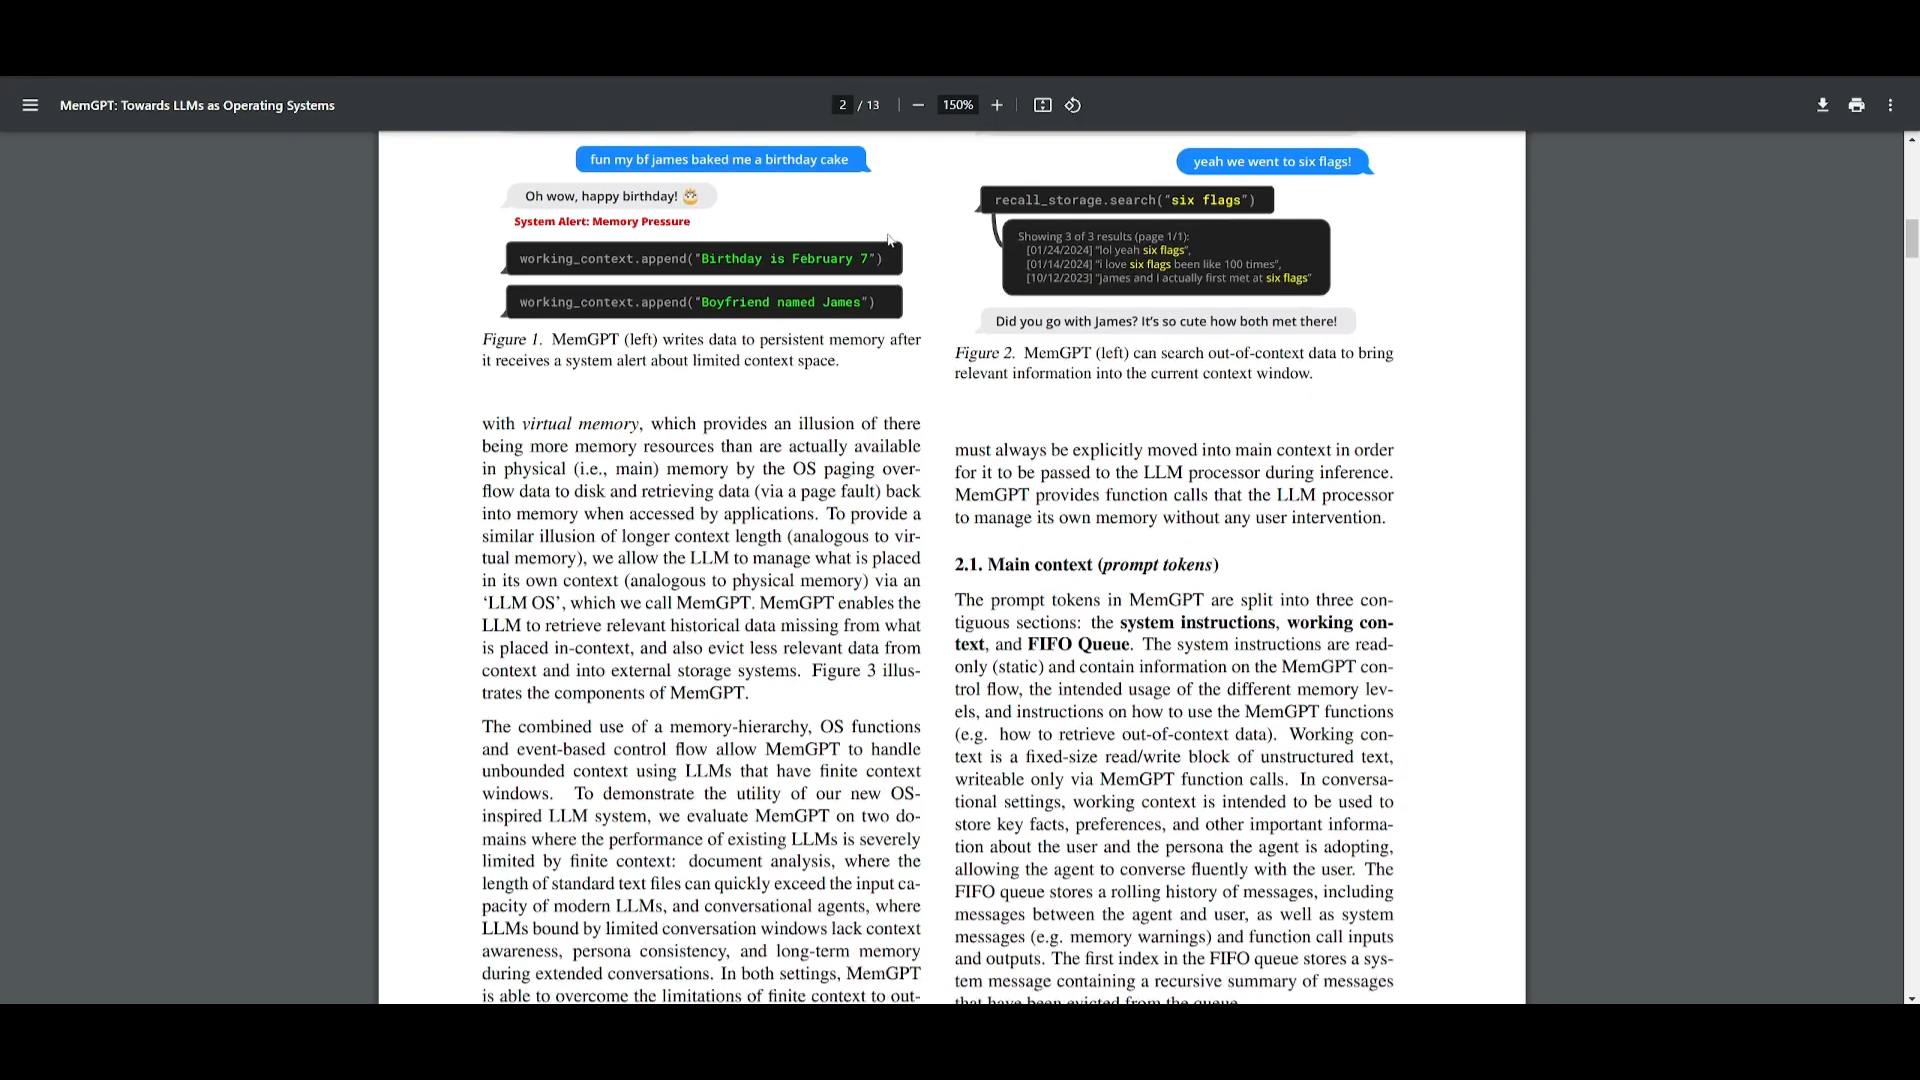 MemGPT: Towards LLMs as Operating Systems
2 / 13
150%
fun my bf james baked me a birthday cake
Oh wow, happy birthday!
System Alert: Memory Pressure
working_context.append("Birthday is February 7")
working_context.append("Boyfriend named James")
Figure 1. MemGPT (left) writes data to persistent memory after
it receives a system alert about limited context space.
with virtual memory, which provides an illusion of there
being more memory resources than are actually available
in physical (i.e., main) memory by the OS paging over-
flow data to disk and retrieving data (via a page fault) back
into memory when accessed by applications. To provide a
similar illusion of longer context length (analogous to vir-
tual memory), we allow the LLM to manage what is placed
in its own context (analogous to physical memory) via an
‘LLM OS’, which we call MemGPT. MemGPT enables the
LLM to retrieve relevant historical data missing from what
is placed in-context, and also evict less relevant data from
context and into external storage systems. Figure 3 illus-
trates the components of MemGPT.
The combined use of a memory-hierarchy, OS functions
and event-based control flow allow MemGPT to handle
unbounded context using LLMs that have finite context
windows. To demonstrate the utility of our new OS-
inspired LLM system, we evaluate MemGPT on two do-
mains where the performance of existing LLMs is severely
limited by finite context: document analysis, where the
length of standard text files can quickly exceed the input ca-
pacity of modern LLMs, and conversational agents, where
LLMs bound by limited conversation windows lack context
awareness, persona consistency, and long-term memory
during extended conversations. In both settings, MemGPT
is able to overcome the limitations of finite context to out-
yeah we went to six flags!
recall_storage.search("six flags")
Showing 3 of 3 results (page 1/1):
[01/24/2024] "lol yeah six flags",
[01/14/2024] "i love six flags been like 100 times",
[10/12/2023] "james and I actually first met at six flags"
Did you go with James? It's so cute how both met there!
Figure 2. MemGPT (left) can search out-of-context data to bring
relevant information into the current context window.
must always be explicitly moved into main context in order
for it to be passed to the LLM processor during inference.
MemGPT provides function calls that the LLM processor
to manage its own memory without any user intervention.
2.1. Main context (prompt tokens)
The prompt tokens in MemGPT are split into three con-
tiguous sections: the system instructions, working con-
text, and FIFO Queue. The system instructions are read-
only (static) and contain information on the MemGPT con-
trol flow, the intended usage of the different memory lev-
els, and instructions on how to use the MemGPT functions
(e.g. how to retrieve out-of-context data). Working con-
text is a fixed-size read/write block of unstructured text,
writeable only via MemGPT function calls. In conversa-
tional settings, working context is intended to be used to
store key facts, preferences, and other important informa-
tion about the user and the persona the agent is adopting,
allowing the agent to converse fluently with the user. The
FIFO queue stores a rolling history of messages, including
messages between the agent and user, as well as system
messages (e.g. memory warnings) and function call inputs
and outputs. The first index in the FIFO queue stores a sys-
tem message containing a recursive summary of messages
that have been evicted from the queue.